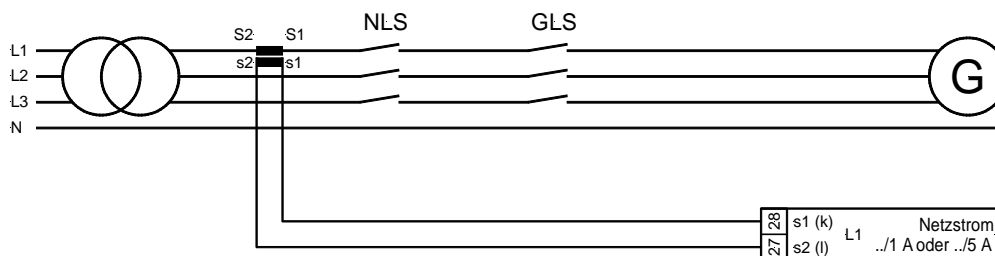 NLS GLS
S2 S1
L1
s2 s1
L2
G
L3
N
28 s1 (k) L1 Netzstrom
27 s2 (l) ../1 A oder ../5 A